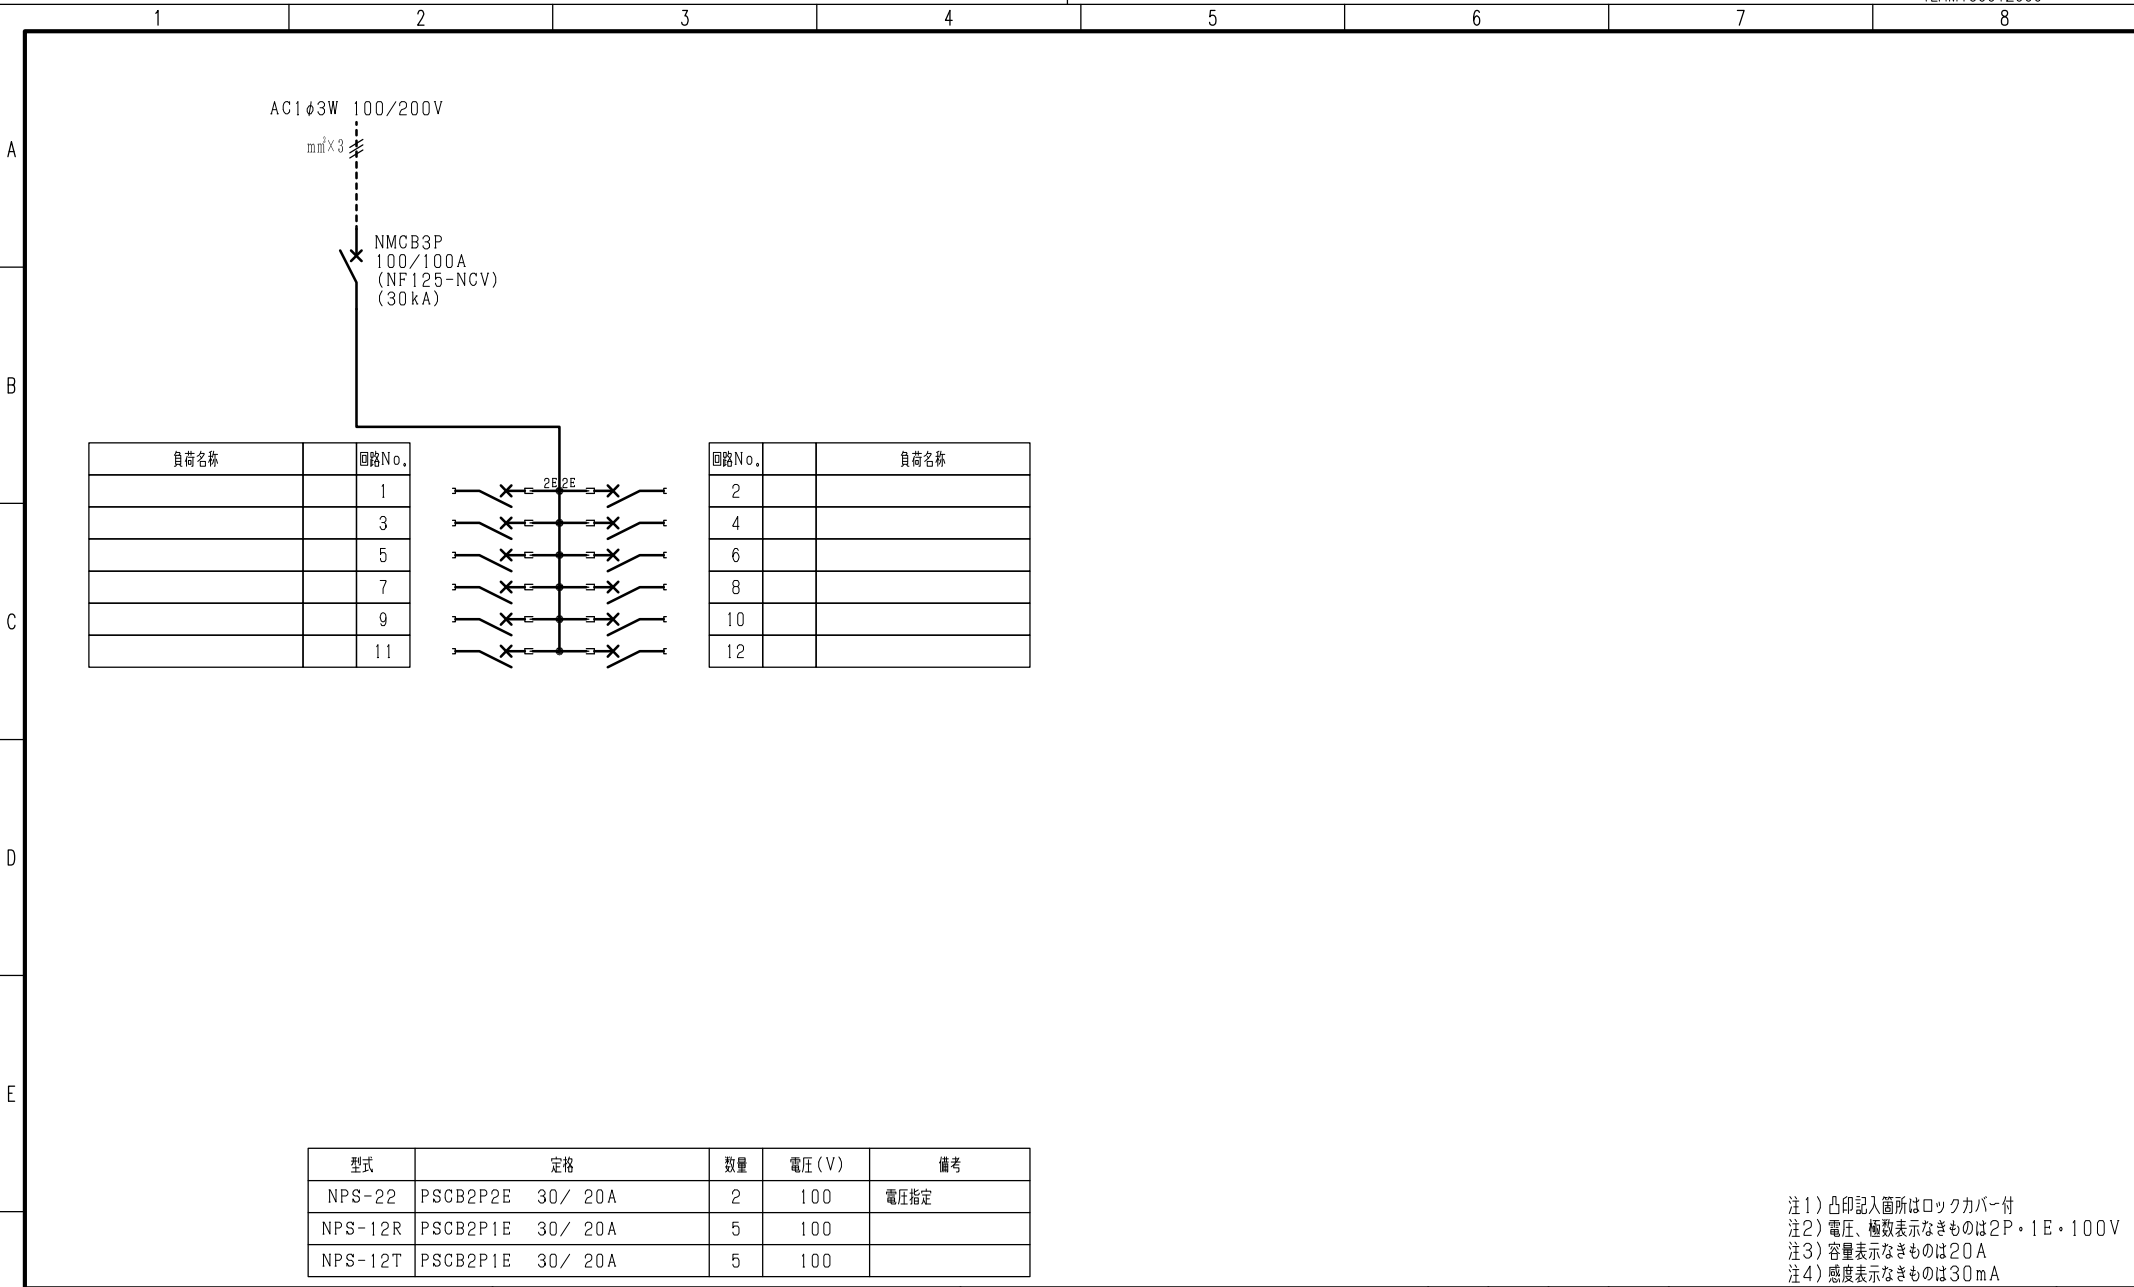 1 2 3 4 5 6 7 8
A
B
C
D
E
AC1φ3W 100/200V
mm²×3
NMCB3P
100/100A
(NF125-NCV)
(30kA)
負荷名称 回路No.
1
3
5
7
9
11
2E 2E
回路No. 負荷名称
2
4
6
8
10
12
型式 定格 数量 電圧(V) 備考
NPS-22 PSCB2P2E 30/ 20A 2 100 電圧指定
NPS-12R PSCB2P1E 30/ 20A 5 100
NPS-12T PSCB2P1E 30/ 20A 5 100
注1)凸印記入箇所はロックカバー付
注2)電圧、極数表示なきものは2P・1E・100V
注3)容量表示なきものは20A
注4)感度表示なきものは30mA